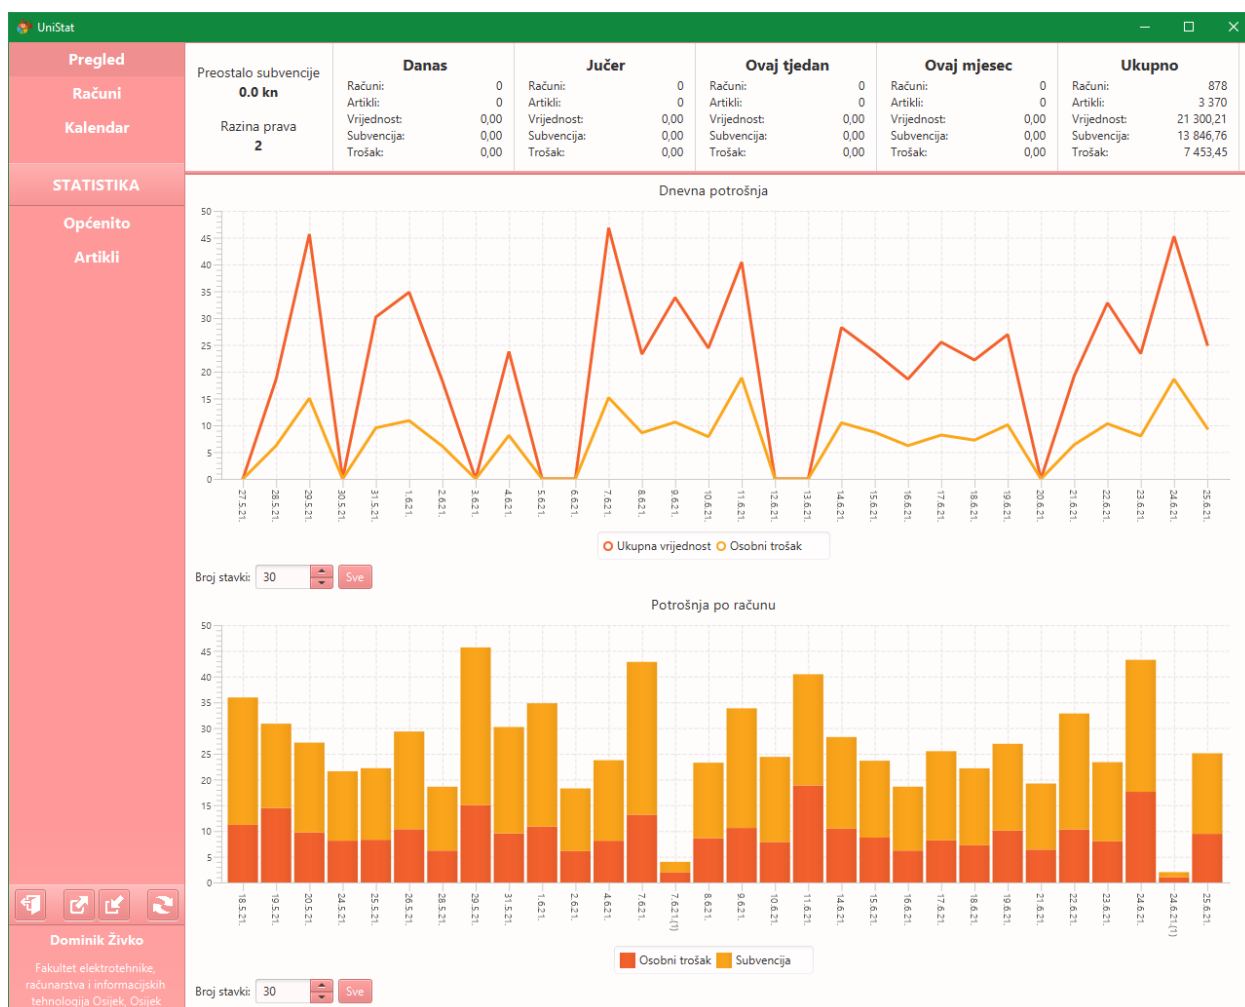 UniStat
Pregled
Računi
Kalendar
STATISTIKA
Općenito
Artikli
Dominik Živko
Fakultet elektrotehnike,
računarstva i informacijskih
tehnologija Osijek, Osijek
Preostalo subvencije
0.0 kn
Razina prava
2
Danas
Računi: 0
Artikli: 0
Vrijednost: 0,00
Subvencija: 0,00
Trošak: 0,00
Jučer
Računi: 0
Artikli: 0
Vrijednost: 0,00
Subvencija: 0,00
Trošak: 0,00
Ovaj tjedan
Računi: 0
Artikli: 0
Vrijednost: 0,00
Subvencija: 0,00
Trošak: 0,00
Ovaj mjesec
Računi: 0
Artikli: 0
Vrijednost: 0,00
Subvencija: 0,00
Trošak: 0,00
Ukupno
Računi: 878
Artikli: 3 370
Vrijednost: 21 300,21
Subvencija: 13 846,76
Trošak: 7 453,45
Dnevna potrošnja
50
45
40
35
30
25
20
15
10
5
0
27.5.21.
28.5.21.
29.5.21.
30.5.21.
31.5.21.
1.6.21.
2.6.21.
3.6.21.
4.6.21.
5.6.21.
6.6.21.
7.6.21.
8.6.21.
9.6.21.
10.6.21.
11.6.21.
12.6.21.
13.6.21.
14.6.21.
15.6.21.
16.6.21.
17.6.21.
18.6.21.
19.6.21.
20.6.21.
21.6.21.
22.6.21.
23.6.21.
24.6.21.
25.6.21.
Ukupna vrijednost Osobni trošak
Broj stavki: 30 Sve
Potrošnja po računu
50
45
40
35
30
25
20
15
10
5
0
18.5.21.
19.5.21.
20.5.21.
24.5.21.
25.5.21.
26.5.21.
28.5.21.
29.5.21.
31.5.21.
1.6.21.
2.6.21.
4.6.21.
7.6.21.
7.6.21.(1)
8.6.21.
9.6.21.
10.6.21.
11.6.21.
14.6.21.
15.6.21.
16.6.21.
17.6.21.
18.6.21.
19.6.21.
21.6.21.
22.6.21.
23.6.21.
24.6.21.
24.6.21.(1)
25.6.21.
Osobni trošak Subvencija
Broj stavki: 30 Sve